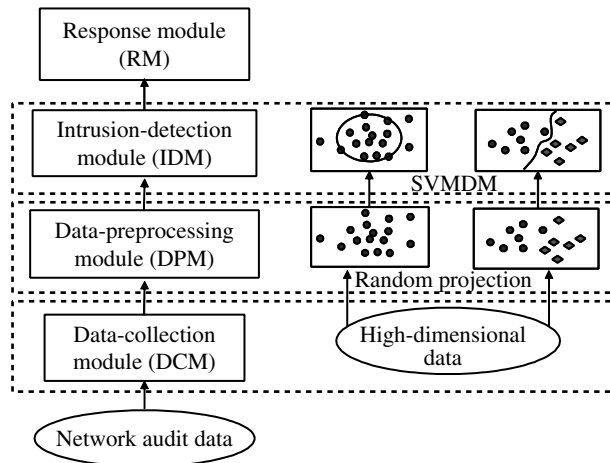 Response module
(RM)
Intrusion-detection
module (IDM)
SVMDM
Data-preprocessing
module (DPM)
Random projection
Data-collection
module (DCM)
High-dimensional
data
Network audit data